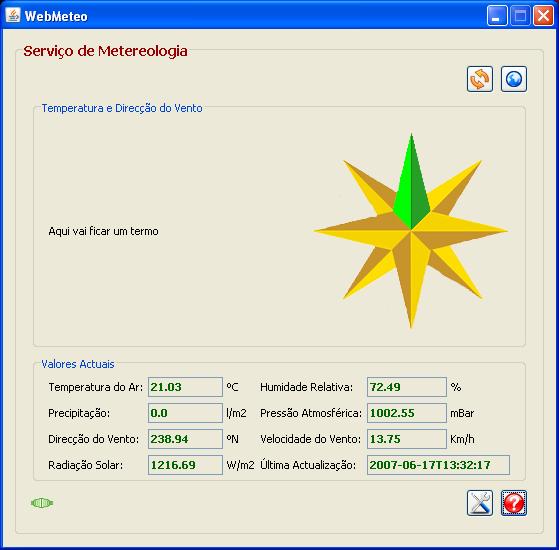 WebMeteo
Serviço de Metereologia
Temperatura e Direcção do Vento
Aqui vai ficar um termo
Valores Actuais
Temperatura do Ar: 21.03 ºC Humidade Relativa: 72.49 %
Precipitação: 0.0 l/m2 Pressão Atmosférica: 1002.55 mBar
Direcção do Vento: 238.94 ºN Velocidade do Vento: 13.75 Km/h
Radiação Solar: 1216.69 W/m2 Última Actualização: 2007-06-17T13:32:17
?